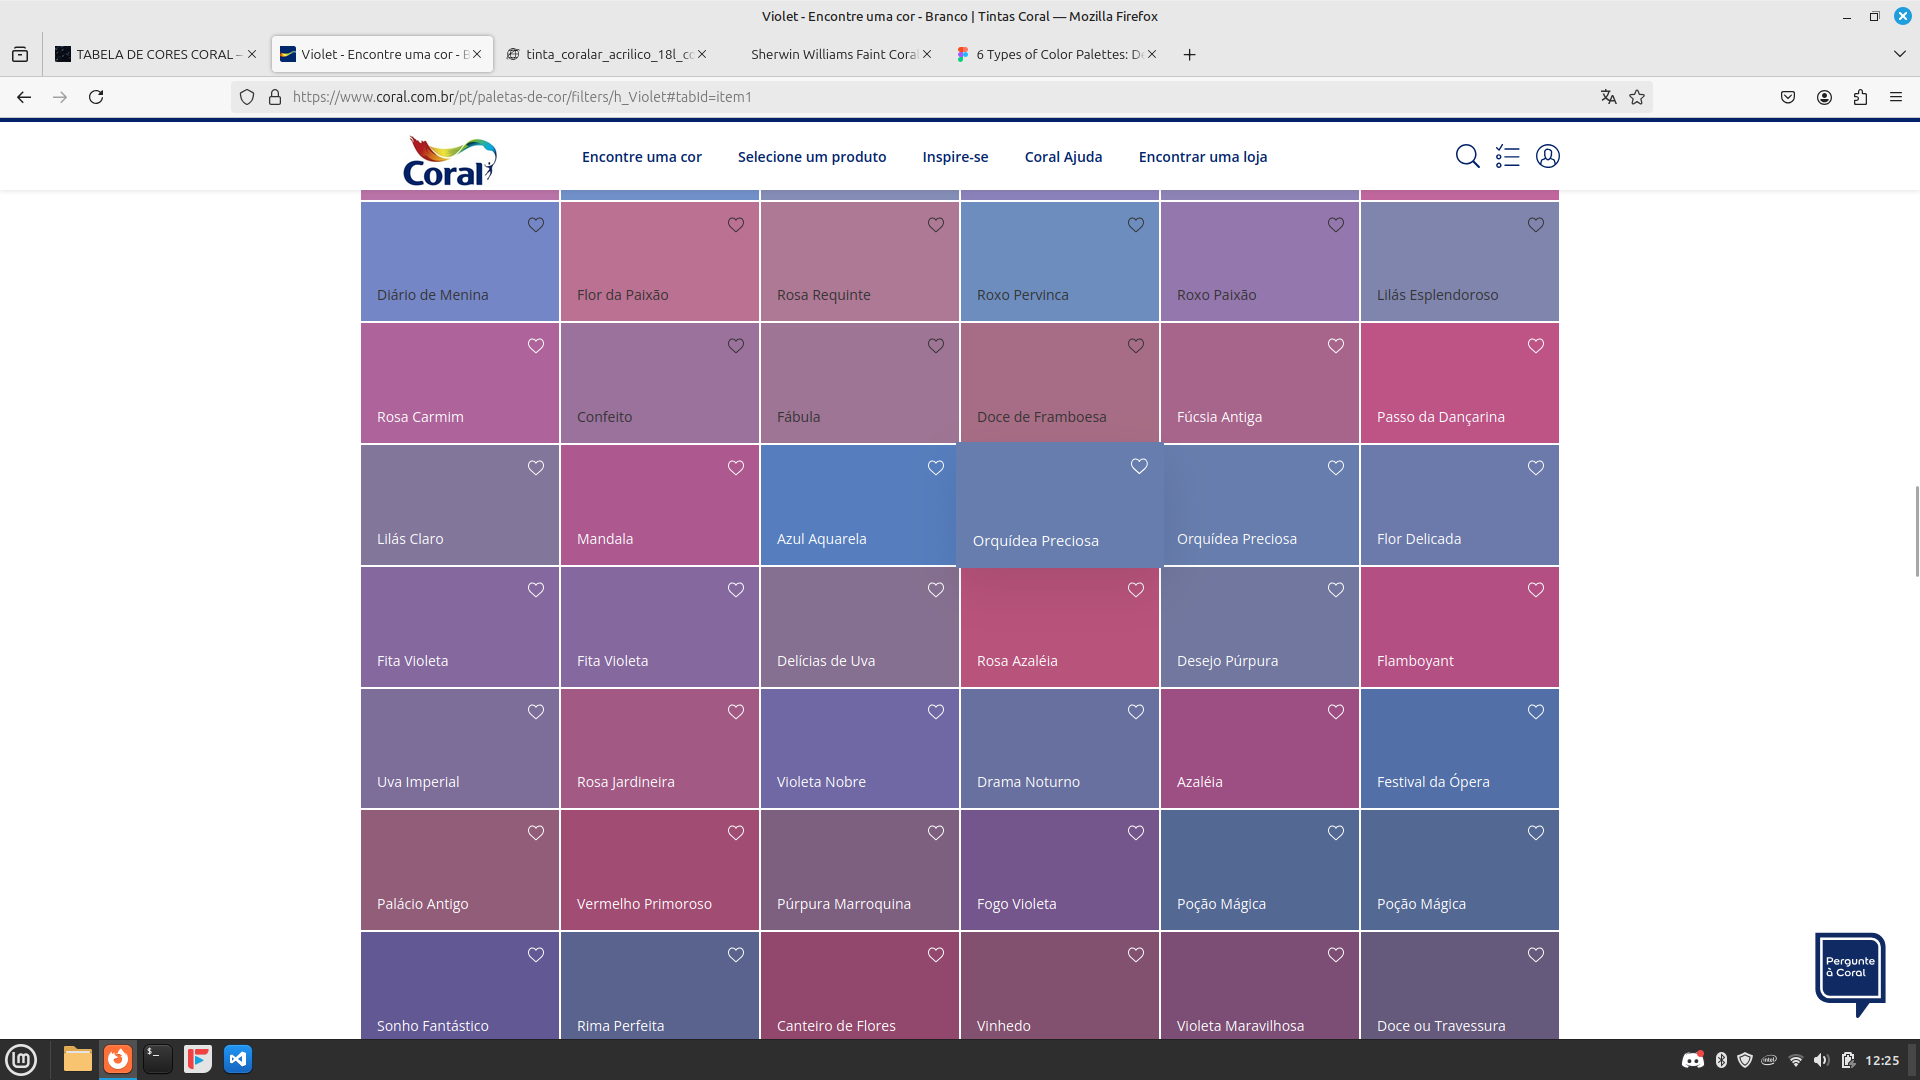 Violet - Encontre uma cor - Branco | Tintas Coral — Mozilla Firefox
TABELA DE CORES CORAL –
Violet - Encontre uma cor - B
tinta_coralar_acrilico_18l_co
Sherwin Williams Faint Coral
6 Types of Color Palettes: De
https://www.coral.com.br/pt/paletas-de-cor/filters/h_Violet#tabId=item1
Coral
Encontre uma cor
Selecione um produto
Inspire-se
Coral Ajuda
Encontrar uma loja
Diário de Menina
Flor da Paixão
Rosa Requinte
Roxo Pervinca
Roxo Paixão
Lilás Esplendoroso
Rosa Carmim
Confeito
Fábula
Doce de Framboesa
Fúcsia Antiga
Passo da Dançarina
Lilás Claro
Mandala
Azul Aquarela
Orquídea Preciosa
Orquídea Preciosa
Flor Delicada
Fita Violeta
Fita Violeta
Delícias de Uva
Rosa Azaléia
Desejo Púrpura
Flamboyant
Uva Imperial
Rosa Jardineira
Violeta Nobre
Drama Noturno
Azaléia
Festival da Ópera
Palácio Antigo
Vermelho Primoroso
Púrpura Marroquina
Fogo Violeta
Poção Mágica
Poção Mágica
Sonho Fantástico
Rima Perfeita
Canteiro de Flores
Vinhedo
Violeta Maravilhosa
Doce ou Travessura
Pergunte
à Coral
12:25